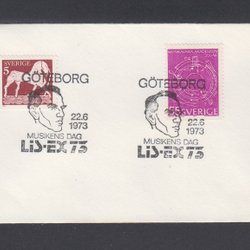 SVERIGE
5
GÖTEBORG
22.6
1973
MUSIKENS DAG
LIS-EX 73
GÖTEBORG
55 SVERIGE
22.6
1973
MUSIKENS DAG
LIS-EX 73